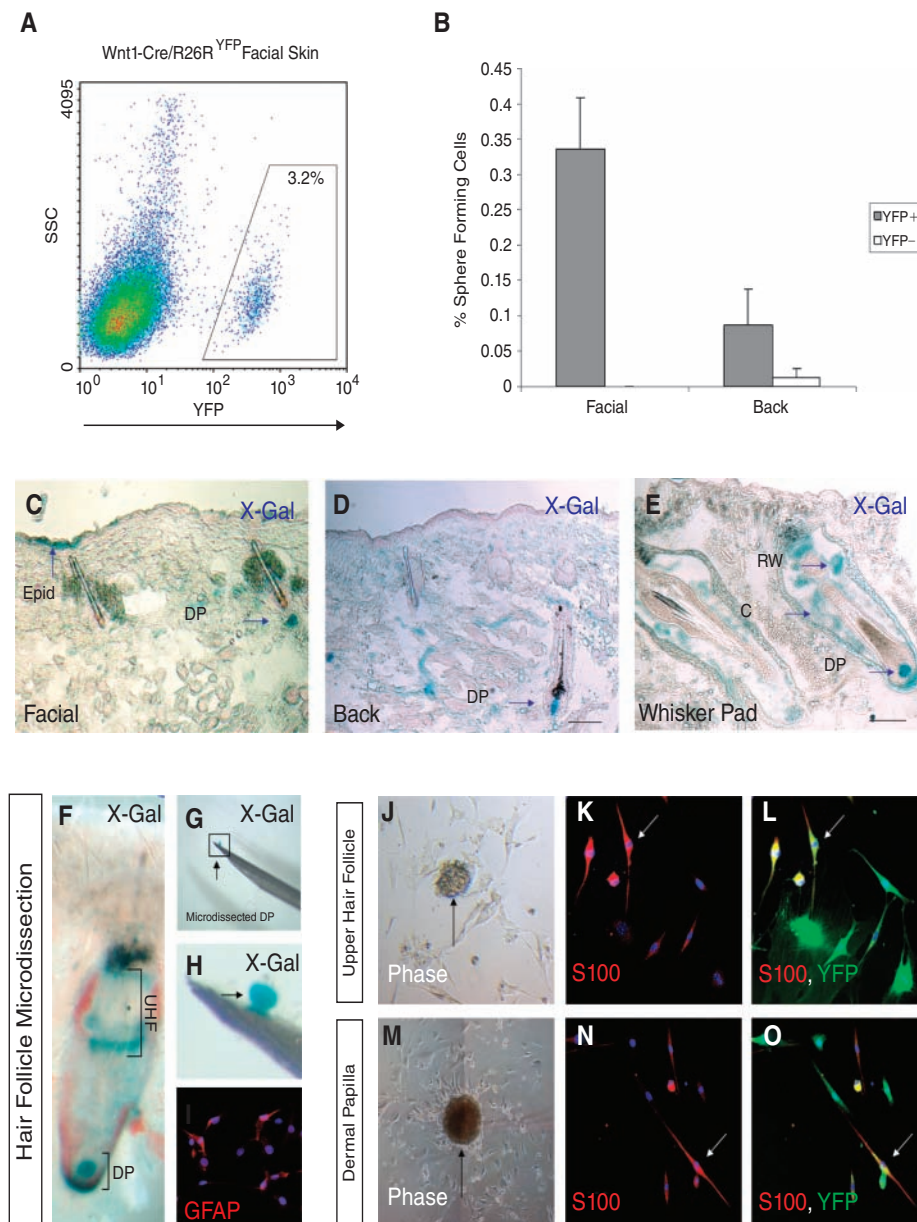 A
Wnt1-Cre/R26R YFP Facial Skin
4095
SSC
0
3.2%
10^0 10^1 10^2 10^3 10^4
YFP
B
0.45
0.4
0.35
0.3
0.25
0.2
0.15
0.1
0.05
0
% Sphere Forming Cells
Facial Back
YFP+
YFP−
C
X-Gal
Epid
DP
Facial
D
X-Gal
DP
Back
E
X-Gal
RW
C
DP
Whisker Pad
Hair Follicle Microdissection
F
X-Gal
UHF
DP
G
X-Gal
Microdissected DP
H
X-Gal
I
GFAP
Upper Hair Follicle
J
Phase
K
S100
L
S100, YFP
Dermal Papilla
M
Phase
N
S100
O
S100, YFP